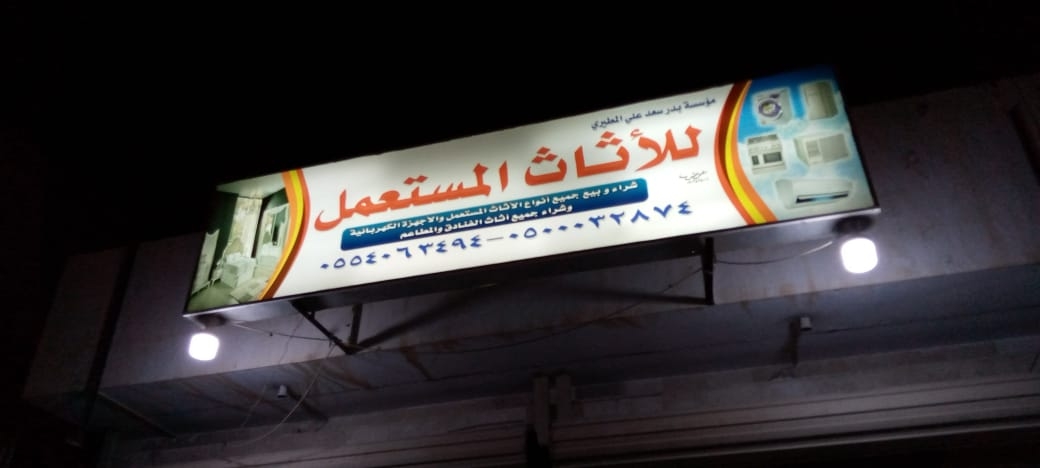 مؤسسة بدر سعد علي المطيري
للأثاث المستعمل
شراء و بيع جميع انواع الاثاث المستعمل والاجهزة الكهربائية
وشراء جميع أثاث الفنادق والمطاعم
٠٥٥٤٠٦٣٤٩٤ - ٠٥٠٠٠٣٢٨٧٤